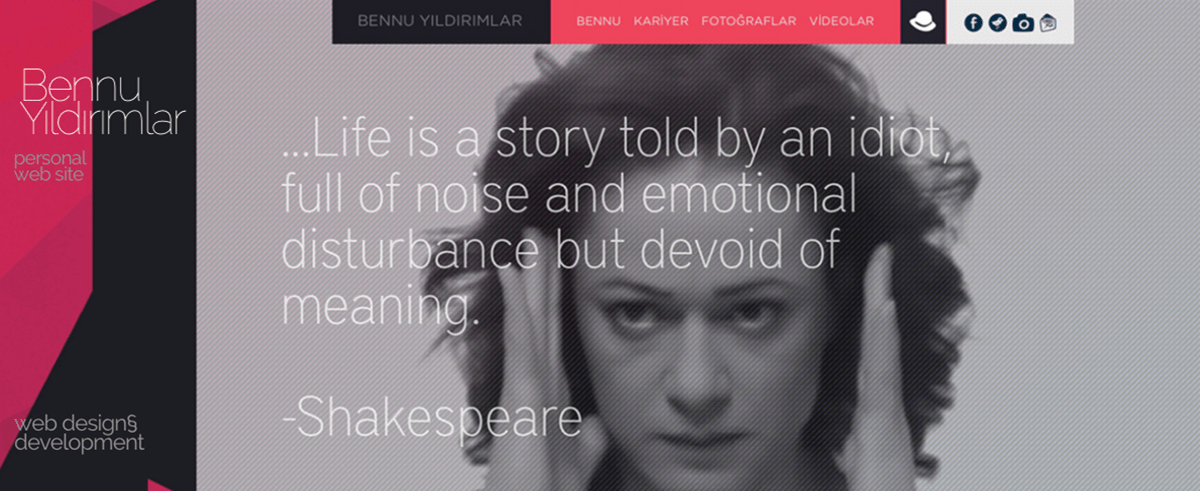 BENNU YILDIRIMLAR
BENNU KARİYER FOTOĞRAFLAR VİDEOLAR
Bennu
Yıldırımlar
personal
web site
...Life is a story told by an idiot,
full of noise and emotional
disturbance but devoid of
meaning.
-Shakespeare
web design§
development